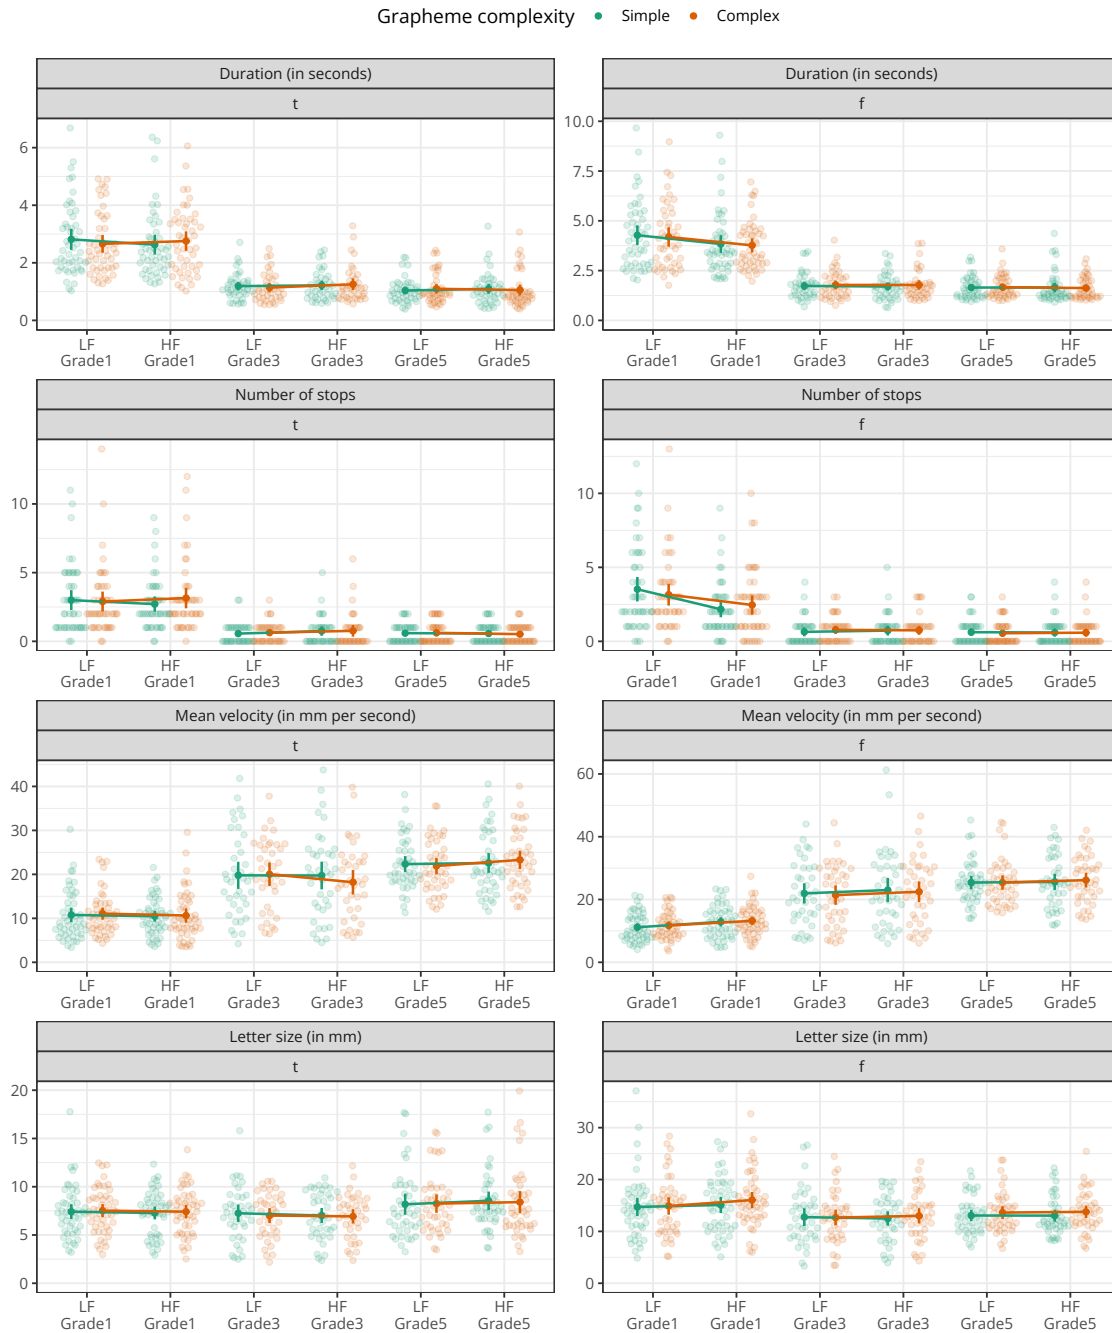 Grapheme complexity Simple Complex
Duration (in seconds) Duration (in seconds)
t f
6
4
2
0
10.0
7.5
5.0
2.5
0.0
LF HF LF HF LF HF LF HF LF HF LF HF
Grade1 Grade1 Grade3 Grade3 Grade5 Grade5 Grade1 Grade1 Grade3 Grade3 Grade5 Grade5
Number of stops Number of stops
t f
10
5
0
10
5
0
LF HF LF HF LF HF LF HF LF HF LF HF
Grade1 Grade1 Grade3 Grade3 Grade5 Grade5 Grade1 Grade1 Grade3 Grade3 Grade5 Grade5
Mean velocity (in mm per second) Mean velocity (in mm per second)
t f
40
30
20
10
0
60
40
20
0
LF HF LF HF LF HF LF HF LF HF LF HF
Grade1 Grade1 Grade3 Grade3 Grade5 Grade5 Grade1 Grade1 Grade3 Grade3 Grade5 Grade5
Letter size (in mm) Letter size (in mm)
t f
20
15
10
5
0
30
20
10
0
LF HF LF HF LF HF LF HF LF HF LF HF
Grade1 Grade1 Grade3 Grade3 Grade5 Grade5 Grade1 Grade1 Grade3 Grade3 Grade5 Grade5